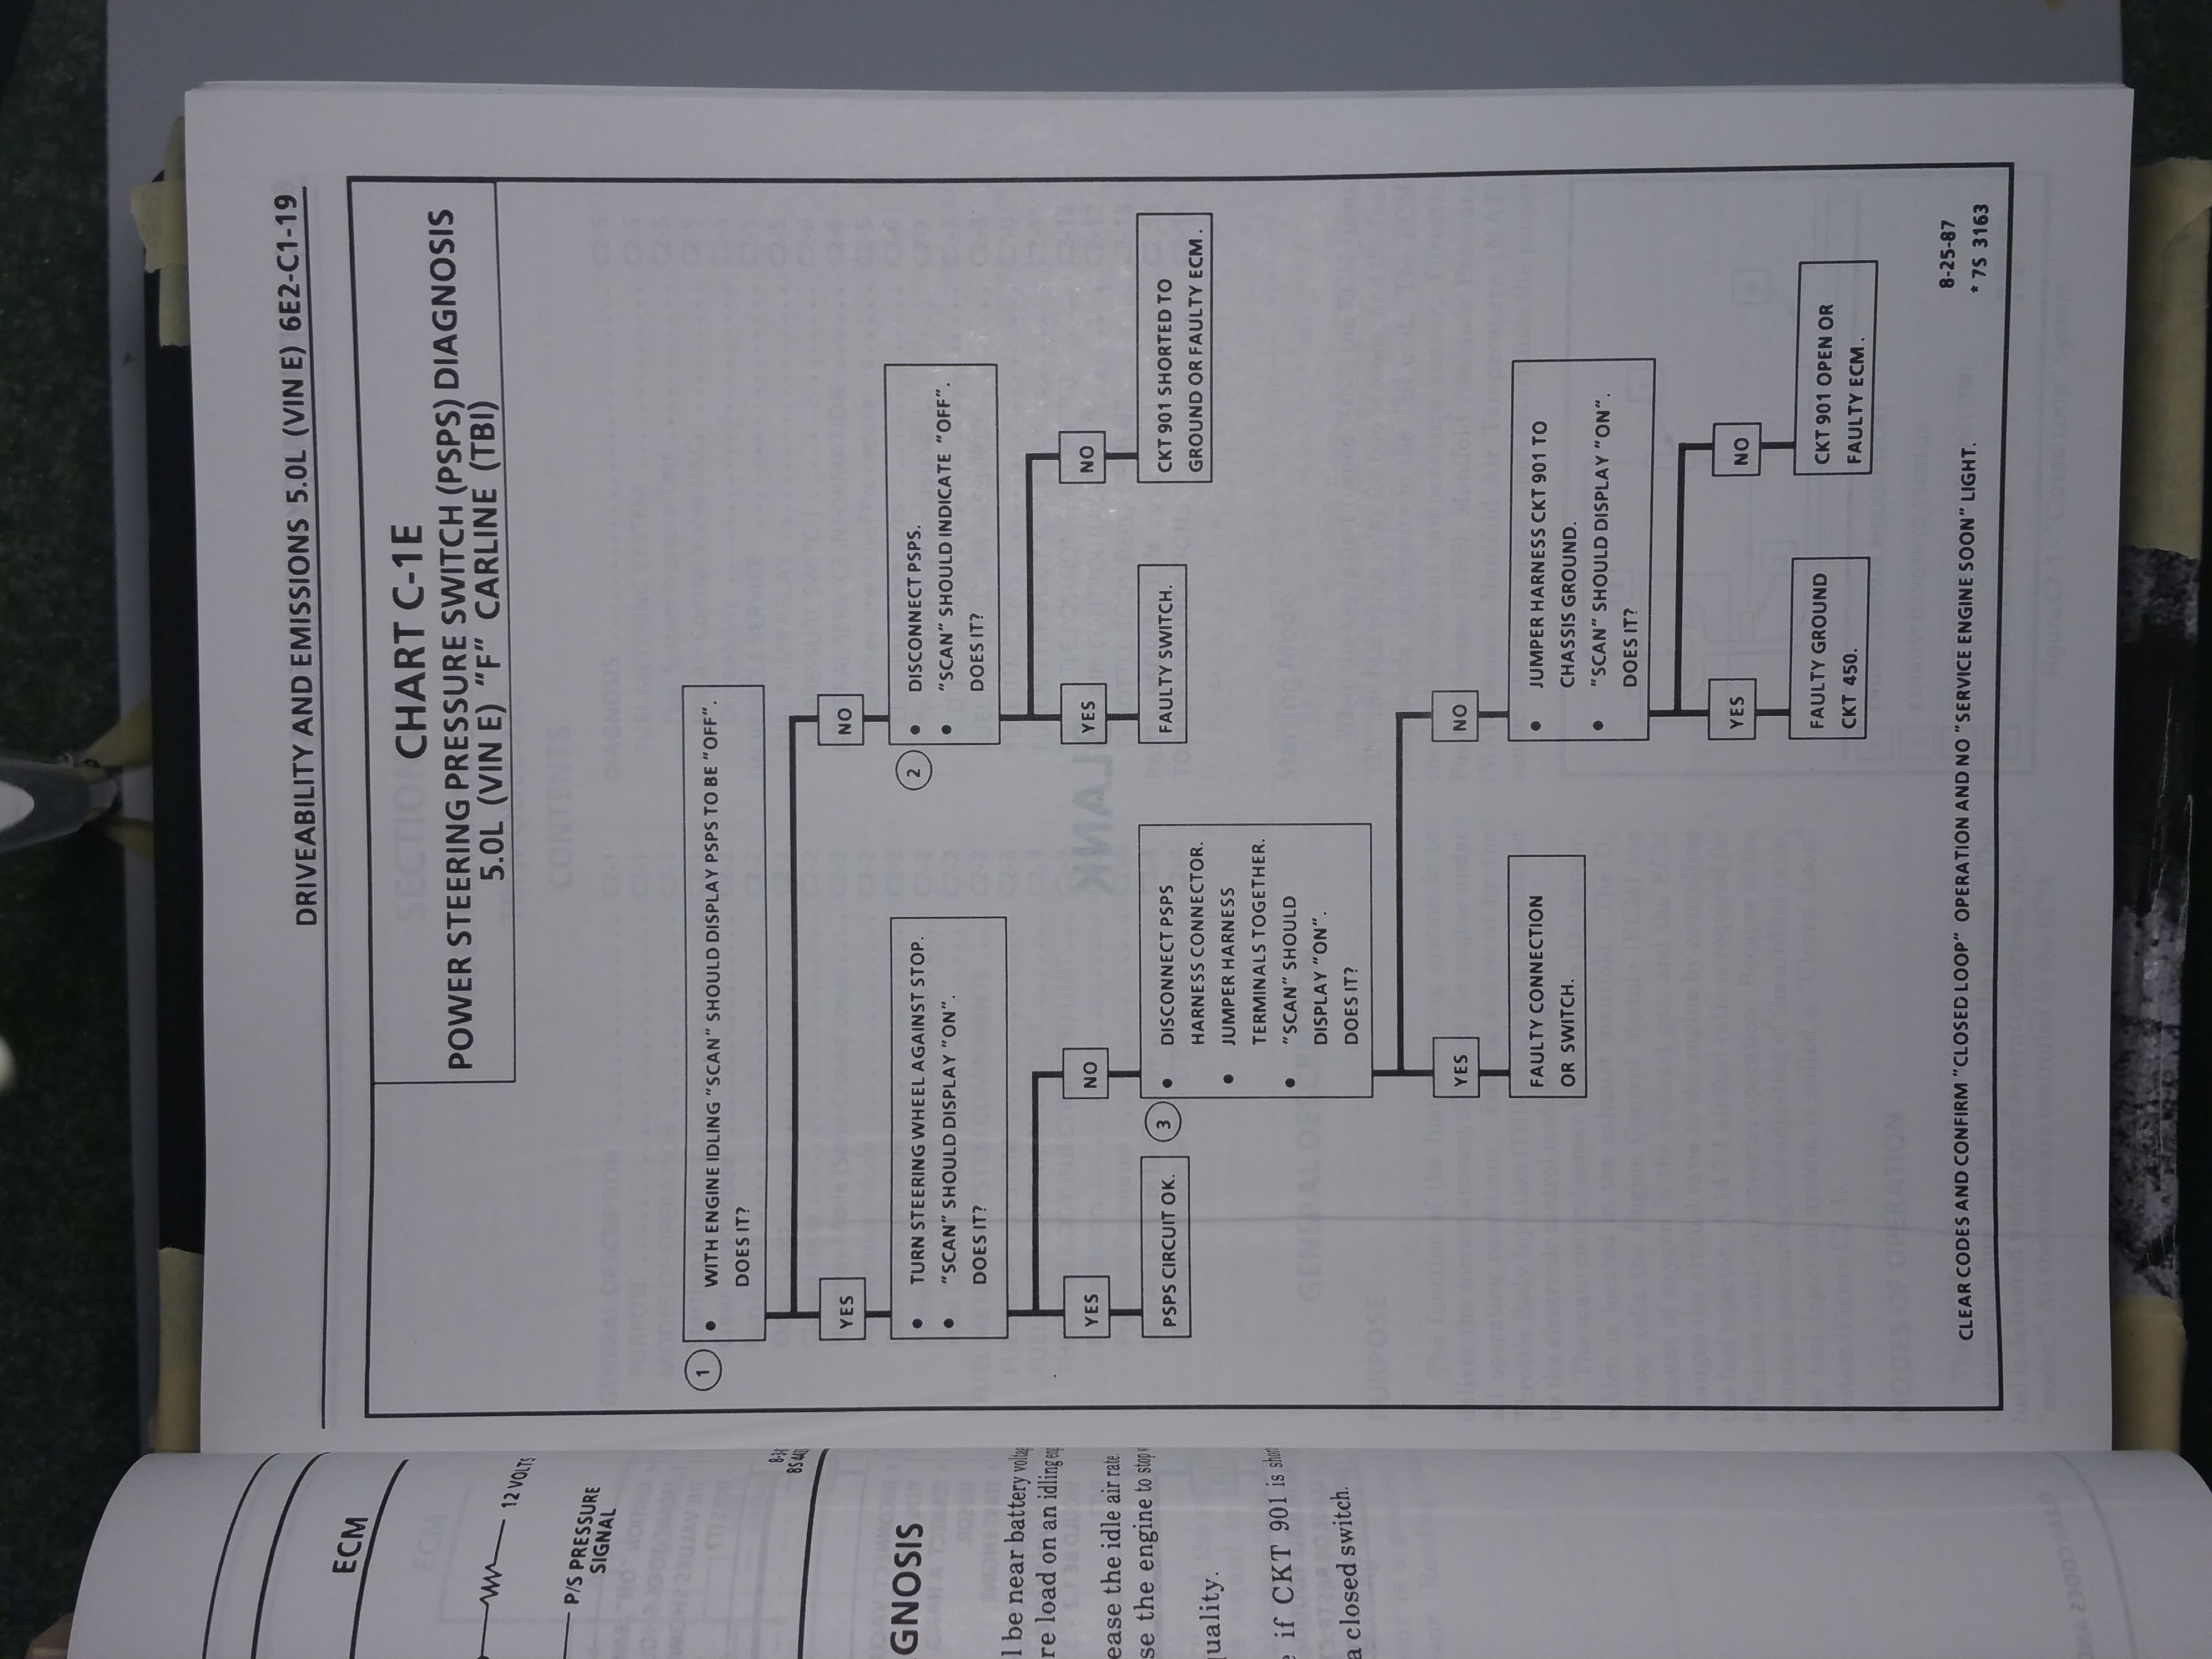 DRIVEABILITY AND EMISSIONS 5.0L (VIN E) 6E2-C1-19
CHART C-1E
POWER STEERING PRESSURE SWITCH (PSPS) DIAGNOSIS
5.0L (VIN E) "F" CARLINE (TBI)
1
• WITH ENGINE IDLING "SCAN" SHOULD DISPLAY PSPS TO BE "OFF".
DOES IT?
YES
NO
• TURN STEERING WHEEL AGAINST STOP.
• "SCAN" SHOULD DISPLAY "ON".
DOES IT?
2
• DISCONNECT PSPS.
• "SCAN" SHOULD INDICATE "OFF".
DOES IT?
YES
NO
YES
NO
PSPS CIRCUIT OK.
3
• DISCONNECT PSPS
HARNESS CONNECTOR.
• JUMPER HARNESS
TERMINALS TOGETHER.
• "SCAN" SHOULD
DISPLAY "ON".
DOES IT?
FAULTY SWITCH.
CKT 901 SHORTED TO
GROUND OR FAULTY ECM.
YES
NO
FAULTY CONNECTION
OR SWITCH.
• JUMPER HARNESS CKT 901 TO
CHASSIS GROUND.
• "SCAN" SHOULD DISPLAY "ON".
DOES IT?
YES
NO
FAULTY GROUND
CKT 450.
CKT 901 OPEN OR
FAULTY ECM.
CLEAR CODES AND CONFIRM "CLOSED LOOP" OPERATION AND NO "SERVICE ENGINE SOON" LIGHT.
8-25-87
* 7S 3163
ECM
12 VOLTS
P/S PRESSURE
SIGNAL
GNOSIS
l be near battery
re load on an idling
ease the idle air rate
se the engine to stop
uality.
if CKT 901 is
a closed switch.